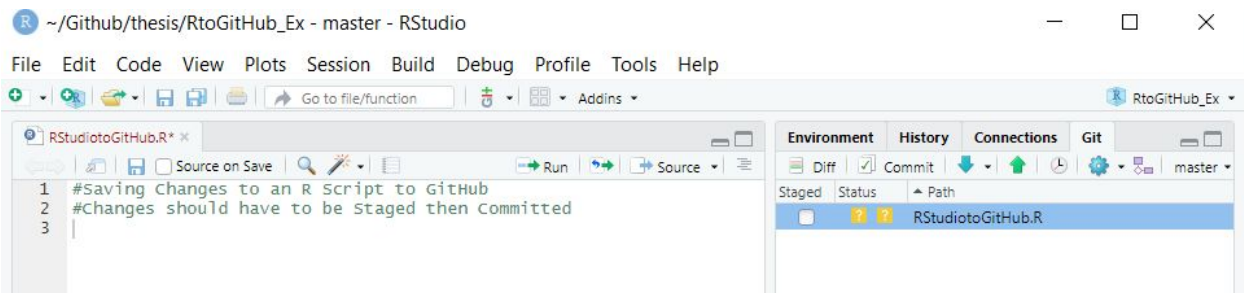 R ~/Github/thesis/RtoGitHub_Ex - master - RStudio
File Edit Code View Plots Session Build Debug Profile Tools Help
Go to file/function Addins RtoGitHub_Ex
RStudiotoGitHub.R*
Source on Save Run Source
1 #Saving Changes to an R Script to GitHub
2 #Changes should have to be Staged then Committed
3
Environment History Connections Git
Diff Commit master
Staged Status Path
? ? RStudiotoGitHub.R